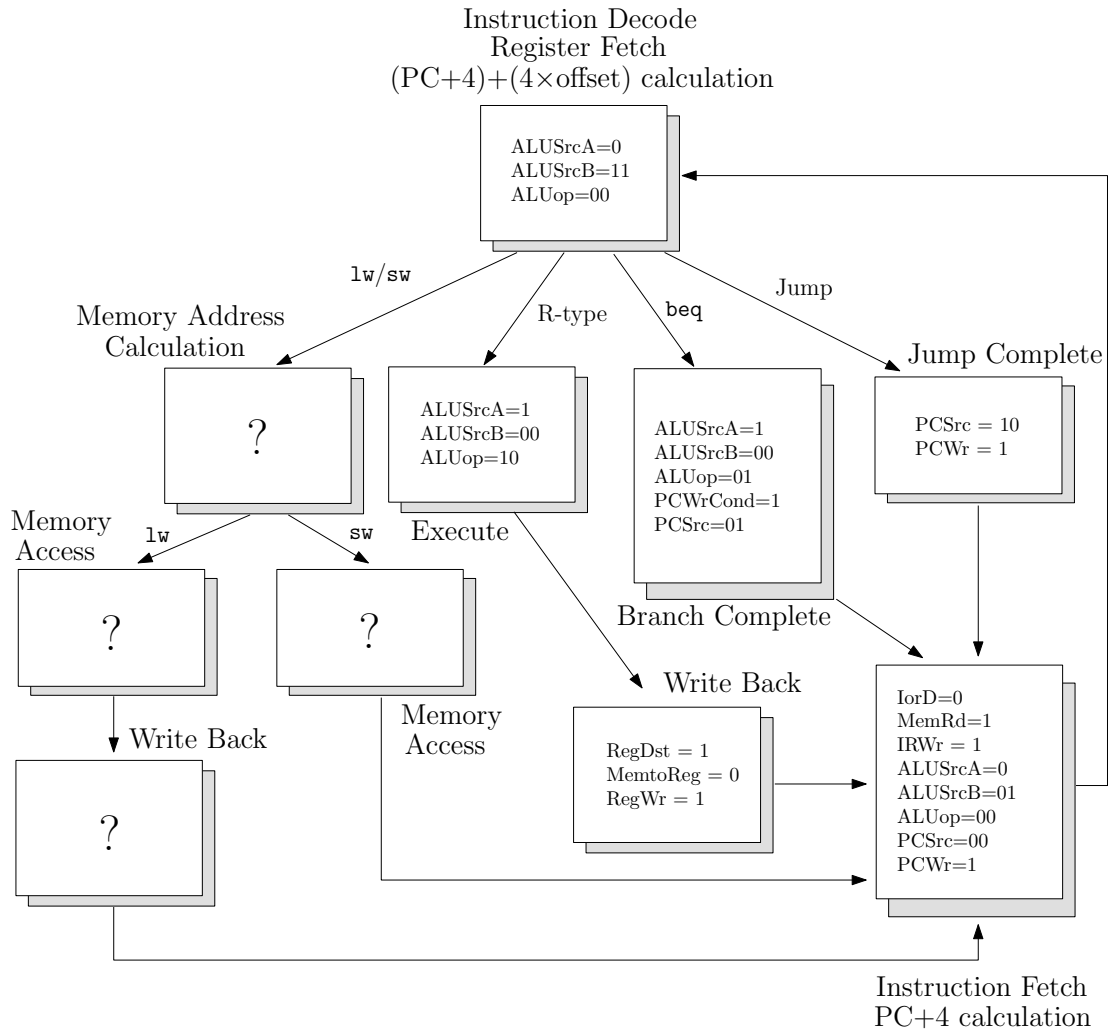 Instruction Decode
Register Fetch
(PC+4)+(4×offset) calculation
ALUSrcA=0
ALUSrcB=11
ALUop=00
lw/sw
R-type
beq
Jump
Memory Address
Calculation
?
ALUSrcA=1
ALUSrcB=00
ALUop=10
Execute
ALUSrcA=1
ALUSrcB=00
ALUop=01
PCWrCond=1
PCSrc=01
Branch Complete
Jump Complete
PCSrc = 10
PCWr = 1
lw
sw
Memory
Access
?
?
Memory
Access
Write Back
?
Write Back
RegDst = 1
MemtoReg = 0
RegWr = 1
IorD=0
MemRd=1
IRWr = 1
ALUSrcA=0
ALUSrcB=01
ALUop=00
PCSrc=00
PCWr=1
Instruction Fetch
PC+4 calculation